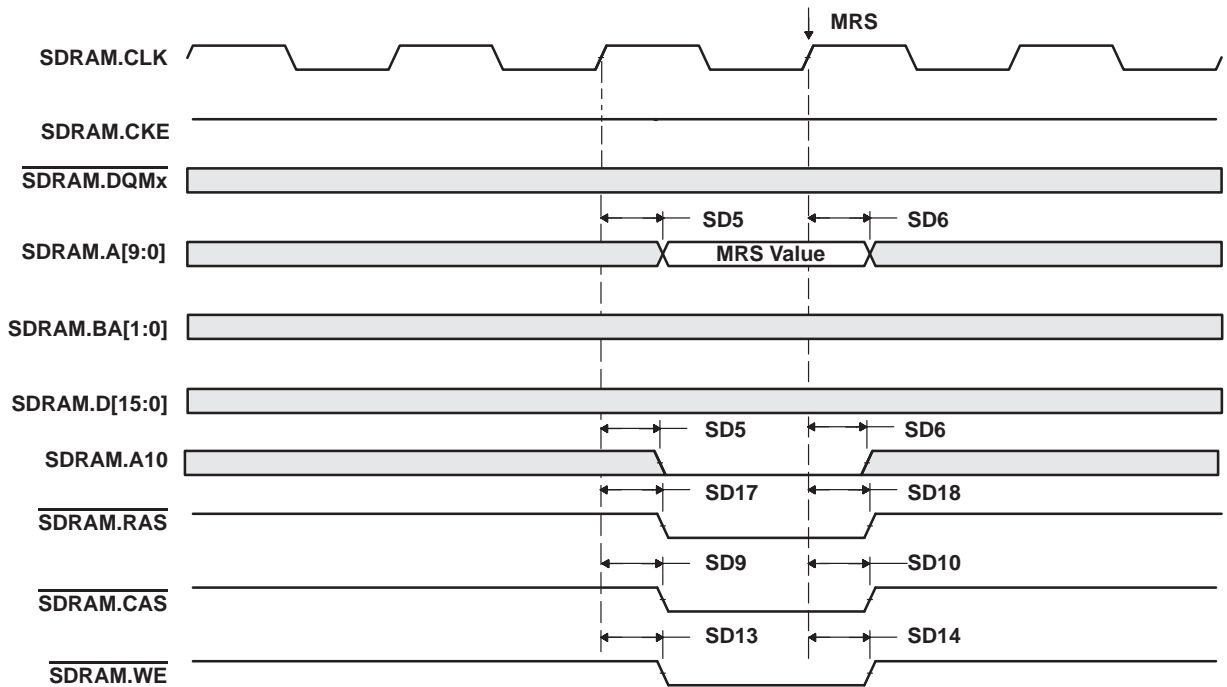 MRS
SDRAM.CLK
SDRAM.CKE
SDRAM.DQMx
SD5 SD6
SDRAM.A[9:0] MRS Value
SDRAM.BA[1:0]
SDRAM.D[15:0]
SD5 SD6
SDRAM.A10
SD17 SD18
SDRAM.RAS
SD9 SD10
SDRAM.CAS
SD13 SD14
SDRAM.WE